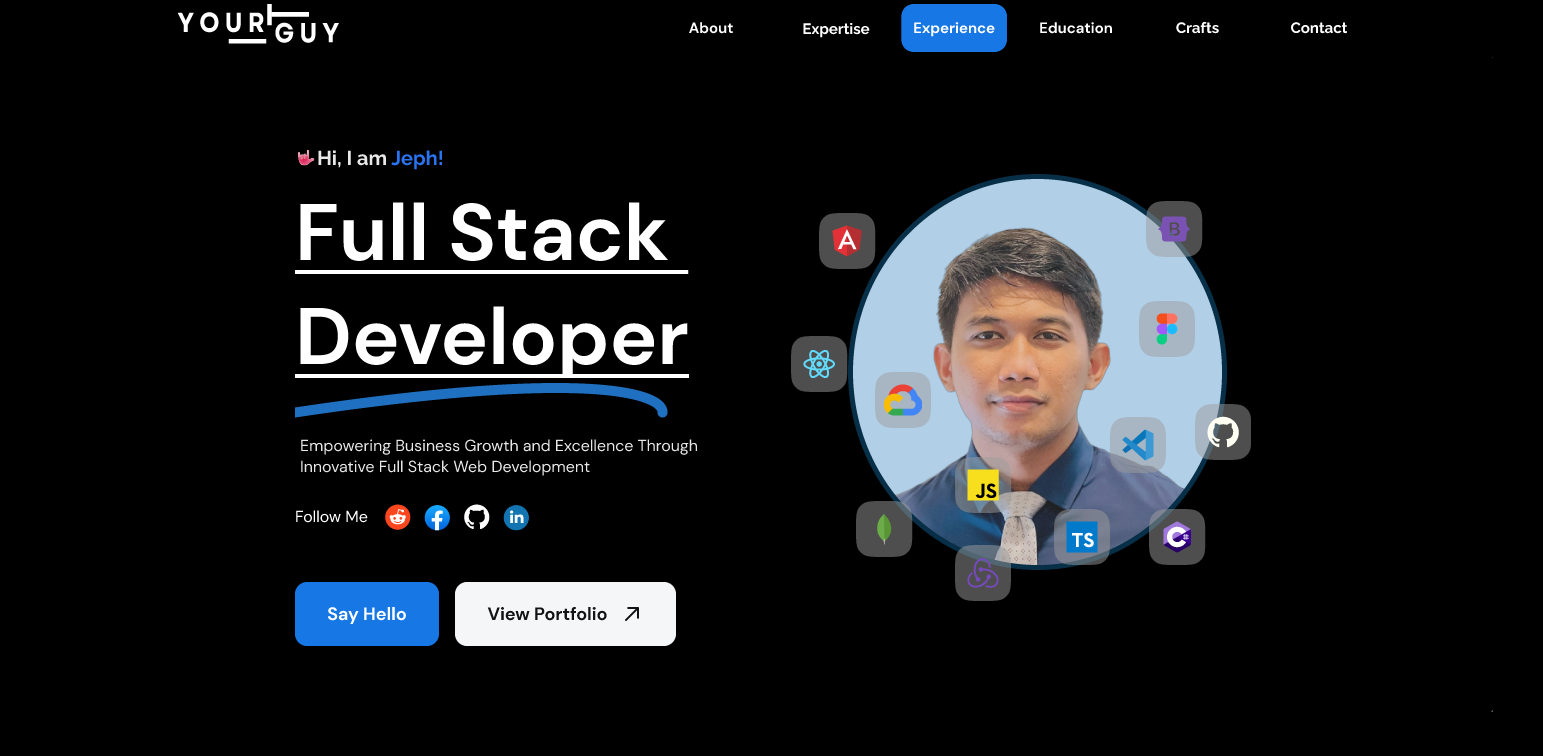 YOUR
GUY
About
Expertise
Experience
Education
Crafts
Contact
Hi, I am Jeph!
Full Stack
Developer
Empowering Business Growth and Excellence Through
Innovative Full Stack Web Development
Follow Me
in
Say Hello
View Portfolio
A
B
JS
TS
C#